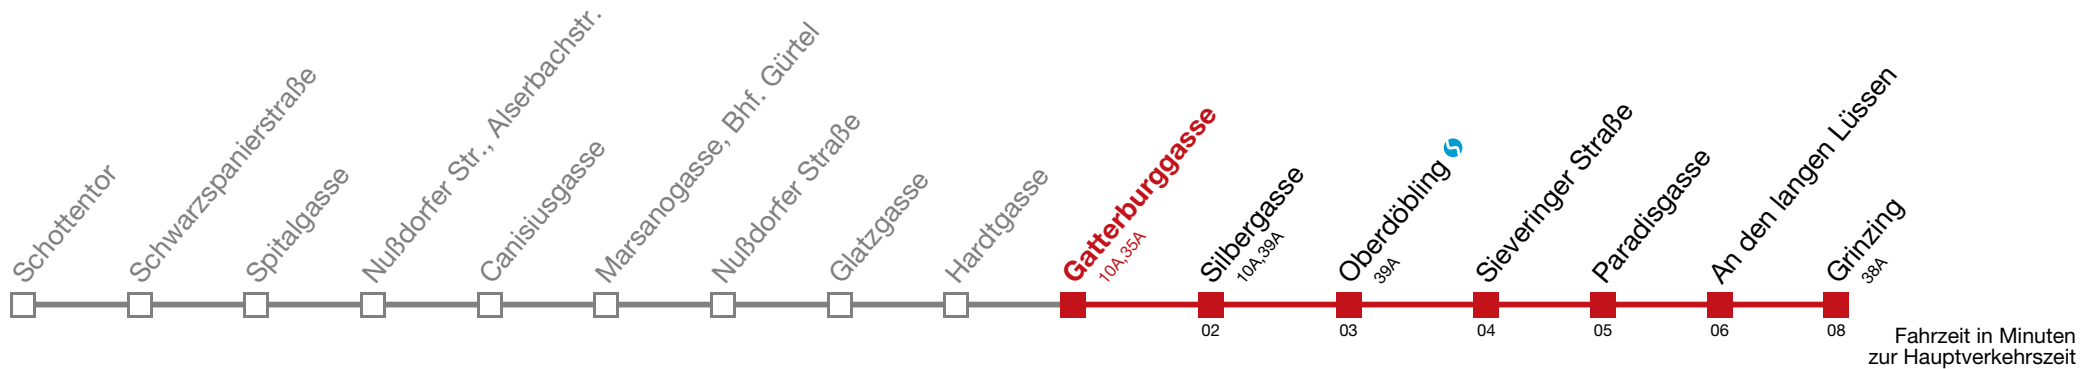 Schottentor
Schwarzspanierstraße
Spitalgasse
Nußdorfer Str., Alserbachstr.
Canisiusgasse
Marsanogasse, Bhf. Gürtel
Nußdorfer Straße
Glatzgasse
Hardtgasse
Gatterburggasse
10A,35A
Silbergasse
10A,39A
02
Oberdöbling
39A
03
Sieveringer Straße
04
Paradisgasse
05
An den langen Lüssen
06
Grinzing
38A
08
Fahrzeit in Minuten
zur Hauptverkehrszeit